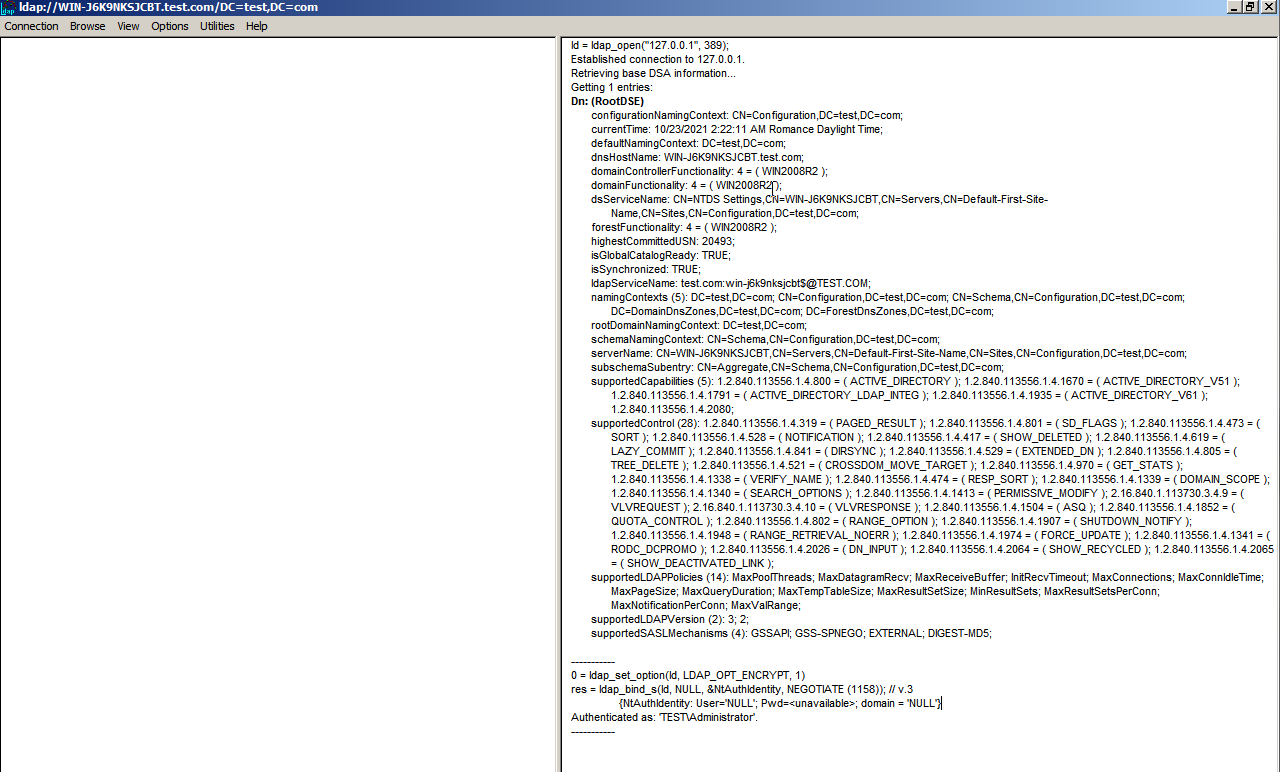 ldap://WIN-J6K9NKSJCBT.test.com/DC=test,DC=com
Connection Browse View Options Utilities Help
ld = ldap_open("127.0.0.1", 389);
Established connection to 127.0.0.1.
Retrieving base DSA information...
Getting 1 entries:
Dn: (RootDSE)
configurationNamingContext: CN=Configuration,DC=test,DC=com;
currentTime: 10/23/2021 2:22:11 AM Romance Daylight Time;
defaultNamingContext: DC=test,DC=com;
dnsHostName: WIN-J6K9NKSJCBT.test.com;
domainControllerFunctionality: 4 = ( WIN2008R2 );
domainFunctionality: 4 = ( WIN2008R2 );
dsServiceName: CN=NTDS Settings,CN=WIN-J6K9NKSJCBT,CN=Servers,CN=Default-First-Site-
Name,CN=Sites,CN=Configuration,DC=test,DC=com;
forestFunctionality: 4 = ( WIN2008R2 );
highestCommittedUSN: 20493;
isGlobalCatalogReady: TRUE;
isSynchronized: TRUE;
ldapServiceName: test.com:win-j6k9nksjcbt$@TEST.COM;
namingContexts (5): DC=test,DC=com; CN=Configuration,DC=test,DC=com; CN=Schema,CN=Configuration,DC=test,DC=com;
DC=DomainDnsZones,DC=test,DC=com; DC=ForestDnsZones,DC=test,DC=com;
rootDomainNamingContext: DC=test,DC=com;
schemaNamingContext: CN=Schema,CN=Configuration,DC=test,DC=com;
serverName: CN=WIN-J6K9NKSJCBT,CN=Servers,CN=Default-First-Site-Name,CN=Sites,CN=Configuration,DC=test,DC=com;
subschemaSubentry: CN=Aggregate,CN=Schema,CN=Configuration,DC=test,DC=com;
supportedCapabilities (5): 1.2.840.113556.1.4.800 = ( ACTIVE_DIRECTORY ); 1.2.840.113556.1.4.1670 = ( ACTIVE_DIRECTORY_V51 );
1.2.840.113556.1.4.1791 = ( ACTIVE_DIRECTORY_LDAP_INTEG ); 1.2.840.113556.1.4.1935 = ( ACTIVE_DIRECTORY_V61 );
1.2.840.113556.1.4.2080;
supportedControl (28): 1.2.840.113556.1.4.319 = ( PAGED_RESULT ); 1.2.840.113556.1.4.801 = ( SD_FLAGS ); 1.2.840.113556.1.4.473 = (
SORT ); 1.2.840.113556.1.4.528 = ( NOTIFICATION ); 1.2.840.113556.1.4.417 = ( SHOW_DELETED ); 1.2.840.113556.1.4.619 = (
LAZY_COMMIT ); 1.2.840.113556.1.4.841 = ( DIRSYNC ); 1.2.840.113556.1.4.529 = ( EXTENDED_DN ); 1.2.840.113556.1.4.805 = (
TREE_DELETE ); 1.2.840.113556.1.4.521 = ( CROSSDOM_MOVE_TARGET ); 1.2.840.113556.1.4.970 = ( GET_STATS );
1.2.840.113556.1.4.1338 = ( VERIFY_NAME ); 1.2.840.113556.1.4.474 = ( RESP_SORT ); 1.2.840.113556.1.4.1339 = ( DOMAIN_SCOPE );
1.2.840.113556.1.4.1340 = ( SEARCH_OPTIONS ); 1.2.840.113556.1.4.1413 = ( PERMISSIVE_MODIFY ); 2.16.840.1.113730.3.4.9 = (
VLVREQUEST ); 2.16.840.1.113730.3.4.10 = ( VLVRESPONSE ); 1.2.840.113556.1.4.1504 = ( ASQ ); 1.2.840.113556.1.4.1852 = (
QUOTA_CONTROL ); 1.2.840.113556.1.4.802 = ( RANGE_OPTION ); 1.2.840.113556.1.4.1907 = ( SHUTDOWN_NOTIFY );
1.2.840.113556.1.4.1948 = ( RANGE_RETRIEVAL_NOERR ); 1.2.840.113556.1.4.1974 = ( FORCE_UPDATE ); 1.2.840.113556.1.4.1341 = (
RODC_DCPROMO ); 1.2.840.113556.1.4.2026 = ( DN_INPUT ); 1.2.840.113556.1.4.2064 = ( SHOW_RECYCLED ); 1.2.840.113556.1.4.2065
= ( SHOW_DEACTIVATED_LINK );
supportedLDAPPolicies (14): MaxPoolThreads; MaxDatagramRecv; MaxReceiveBuffer; InitRecvTimeout; MaxConnections; MaxConnIdleTime;
MaxPageSize; MaxQueryDuration; MaxTempTableSize; MaxResultSetSize; MinResultSets; MaxResultSetsPerConn;
MaxNotificationPerConn; MaxValRange;
supportedLDAPVersion (2): 3; 2;
supportedSASLMechanisms (4): GSSAPI; GSS-SPNEGO; EXTERNAL; DIGEST-MD5;
-----------
0 = ldap_set_option(ld, LDAP_OPT_ENCRYPT, 1)
res = ldap_bind_s(ld, NULL, &NtAuthIdentity, NEGOTIATE (1158)); // v.3
{NtAuthIdentity: User='NULL'; Pwd=<unavailable>; domain = 'NULL'}
Authenticated as: 'TEST\Administrator'.
-----------